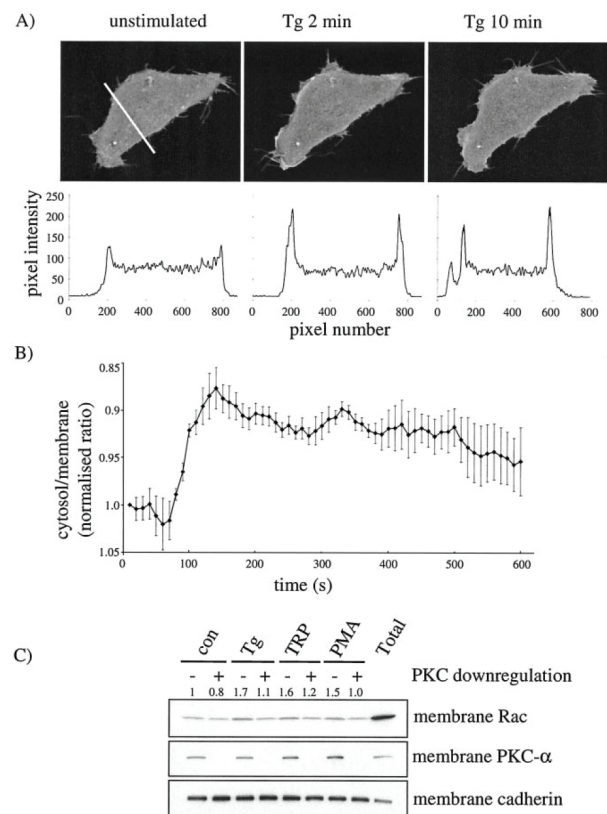 A)
unstimulated Tg 2 min Tg 10 min
pixel intensity
250
200
150
100
50
0
0 200 400 600 800 0 200 400 600 800 0 200 400 600 800
pixel number
B)
cytosol/membrane
(normalised ratio)
0.85
0.9
0.95
1.0
1.05
0 100 200 300 400 500 600
time (s)
C)
con Tg TRP PMA Total
- + - + - + - + PKC downregulation
1 0.8 1.7 1.1 1.6 1.2 1.5 1.0
membrane Rac
membrane PKC-α
membrane cadherin